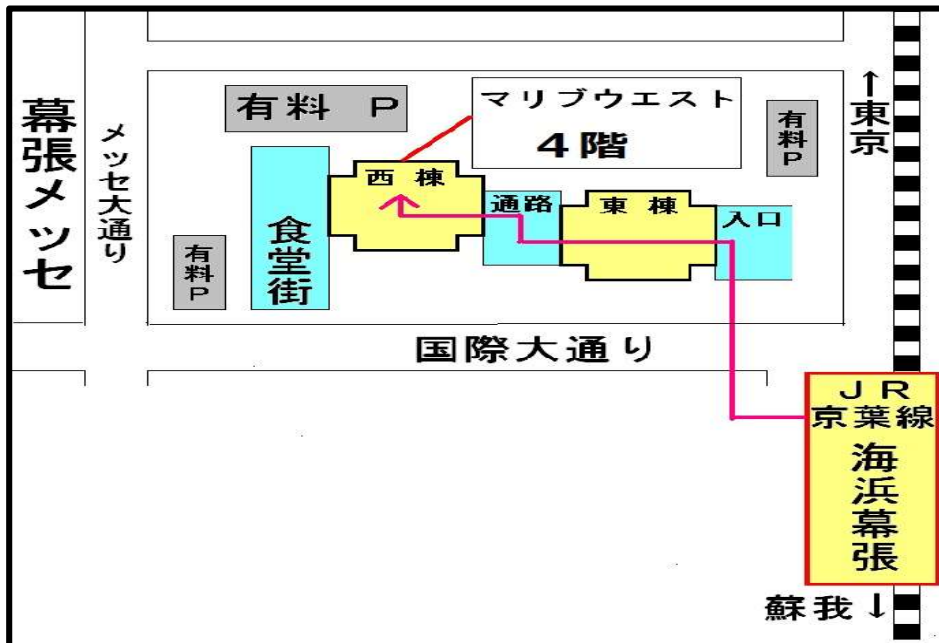 幕張メッセ
メッセ大通り
有料 P
マリブウエスト
4階
有料P
↑東京
西棟
通路
東棟
入口
食堂街
有料P
国際大通り
JR
京葉線
海浜幕張
蘇我↓